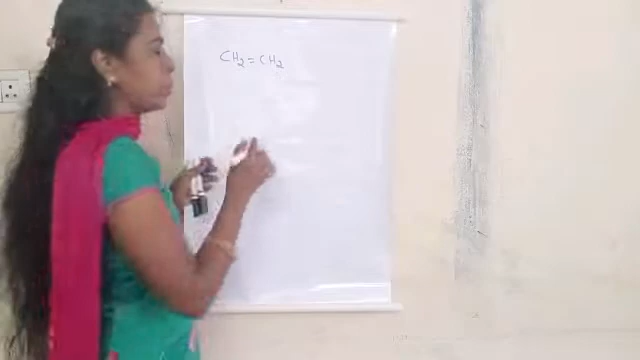 CH₂ = CH₂